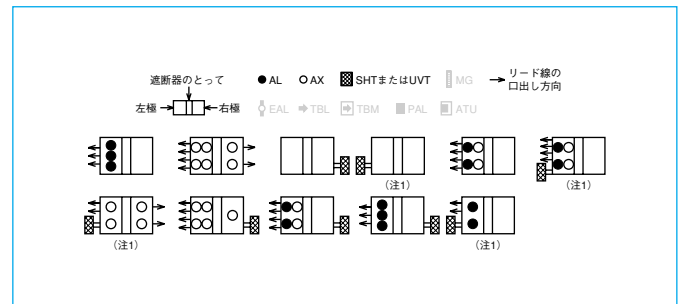 遮断器のとって
AL
AX
SHTまたはUVT
MG
リード線の
口出し方向
左極
右極
EAL
TBL
TBM
PAL
ATU
（注1）
（注1）
（注1）
（注1）